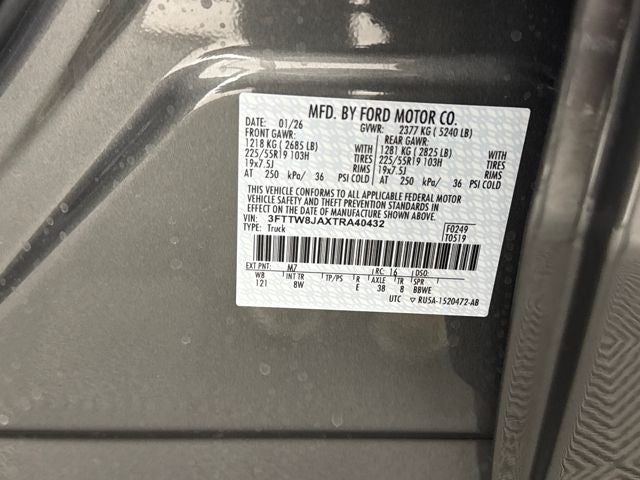 MFD. BY FORD MOTOR CO.
DATE: 01/26 GVWR: 2377 KG ( 5240 LB)
FRONT GAWR: REAR GAWR:
1218 KG ( 2685 LB) 1281 KG ( 2825 LB)
225/55R19 103H TIRES 225/55R19 103H TIRES
19x7.5J RIMS 19x7.5J RIMS
AT 250 kPa/ 36 PSI COLD AT 250 kPa/ 36 PSI COLD
THIS VEHICLE CONFORMS TO ALL APPLICABLE FEDERAL MOTOR
VEHICLE SAFETY AND THEFT PREVENTION STANDARDS IN
EFFECT ON THE DATE OF MANUFACTURE SHOWN ABOVE.
VIN: 3FTTW8JAXTRA40432 F0249
TYPE: Truck T0519
EXT PNT: M7 RC: 16 DSO:
WB INT TR TP/PS R AXLE TR SPR
121 8W E 38 8 BBWE
UTC ▽ RU5A-1520472-AB